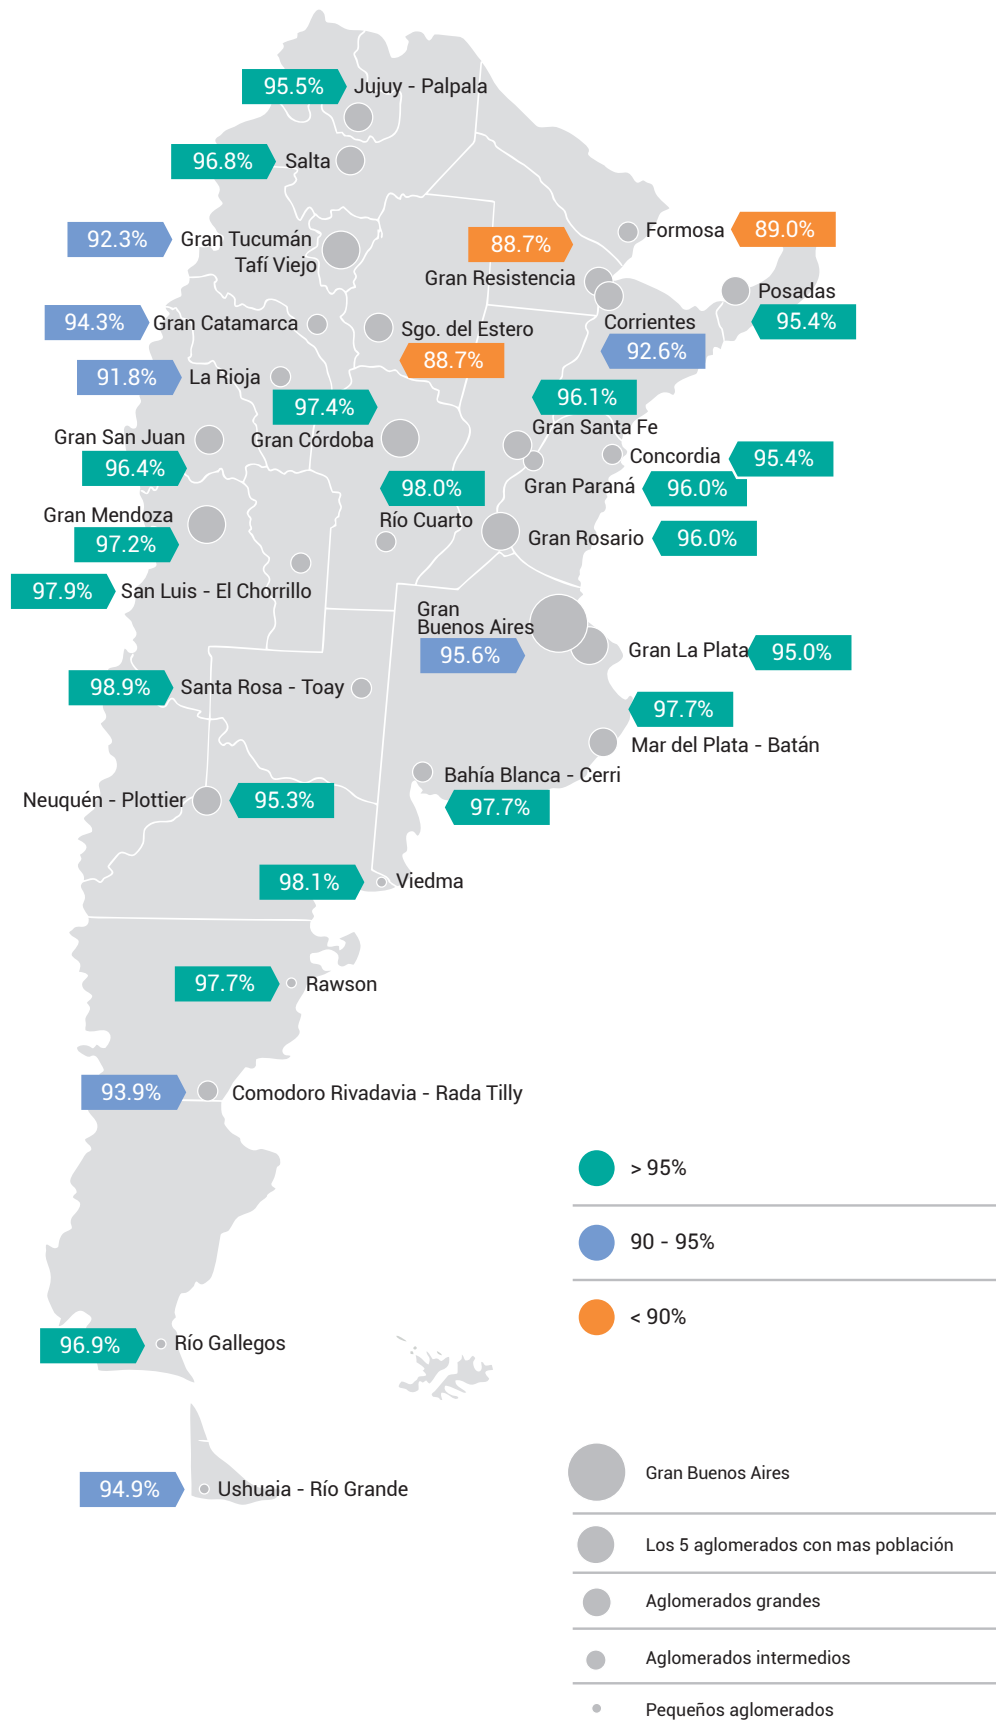 95.5%
Jujuy - Palpala
96.8%
Salta
92.3%
Gran Tucumán
Tafí Viejo
88.7%
Gran Resistencia
Formosa
89.0%
Posadas
95.4%
94.3%
Gran Catamarca
Sgo. del Estero
88.7%
Corrientes
92.6%
91.8%
La Rioja
97.4%
Gran Córdoba
96.1%
Gran Santa Fe
Gran San Juan
96.4%
Concordia
95.4%
98.0%
Río Cuarto
Gran Paraná
96.0%
Gran Mendoza
97.2%
Gran Rosario
96.0%
97.9%
San Luis - El Chorrillo
Gran
Buenos Aires
95.6%
Gran La Plata
95.0%
98.9%
Santa Rosa - Toay
97.7%
Mar del Plata - Batán
Bahía Blanca - Cerri
97.7%
Neuquén - Plottier
95.3%
98.1%
Viedma
97.7%
Rawson
93.9%
Comodoro Rivadavia - Rada Tilly
> 95%
90 - 95%
< 90%
96.9%
Río Gallegos
94.9%
Ushuaia - Río Grande
Gran Buenos Aires
Los 5 aglomerados con mas población
Aglomerados grandes
Aglomerados intermedios
Pequeños aglomerados